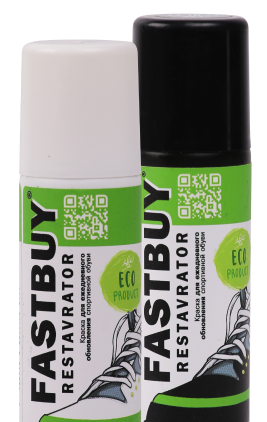 FASTBUY®
RESTAVRATOR
Краска для ежедневного
обновления спортивной обуви
ECO
PRODUCT
FASTBUY®
RESTAVRATOR
Краска для ежедневного
обновления спортивной обуви
ECO
PRODUCT